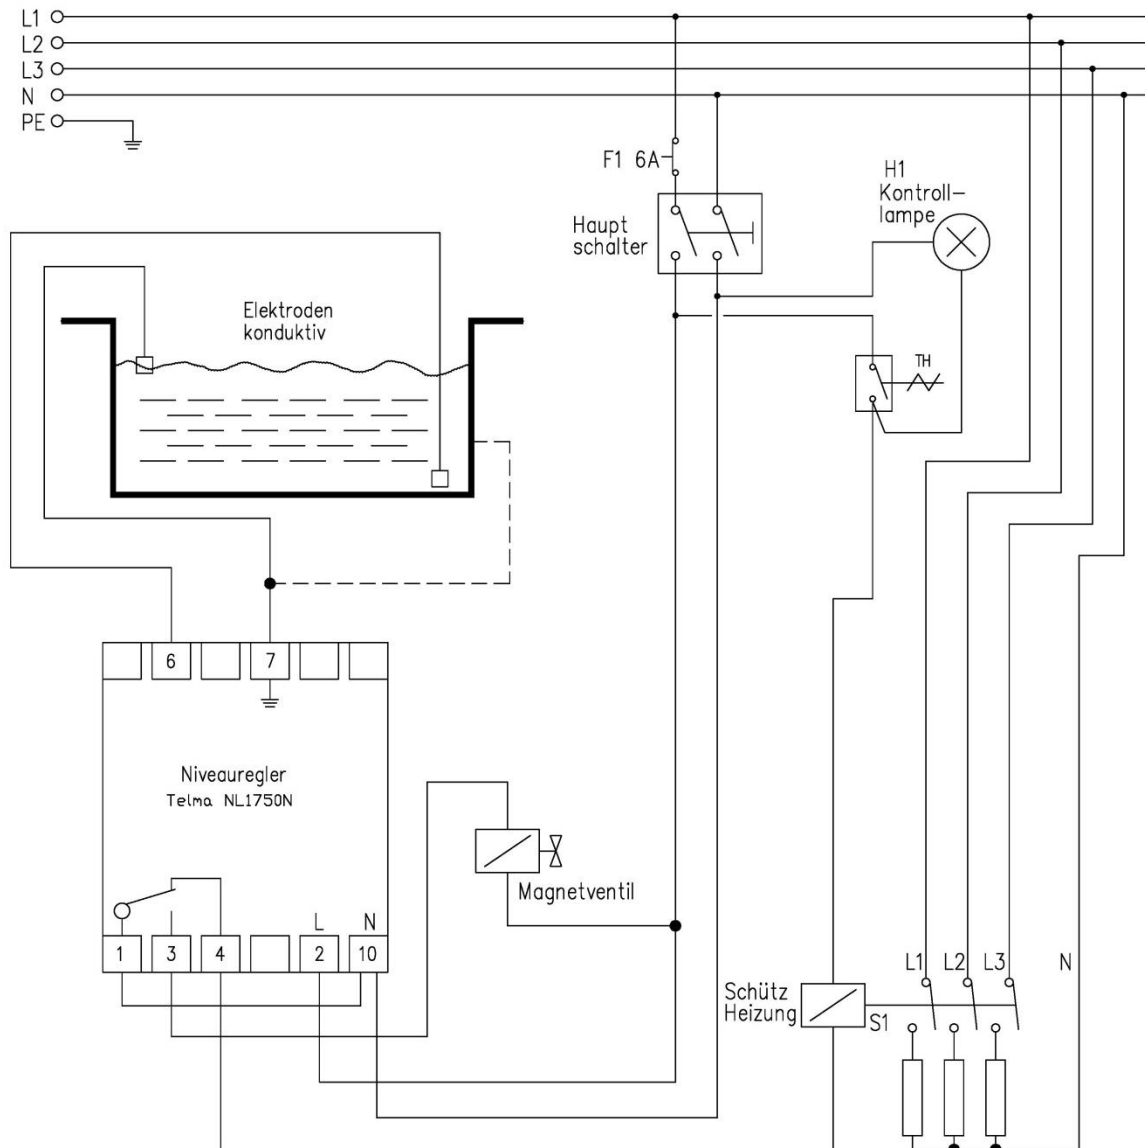 L1
L2
L3
N
PE
F1 6A
H1
Kontroll-
lampe
Haupt
schalter
Elektroden
konduktiv
TH
6
7
Niveauregler
Telma NL1750N
Magnetventil
L
N
1
3
4
2
10
L1
L2
L3
N
Schütz
Heizung
S1